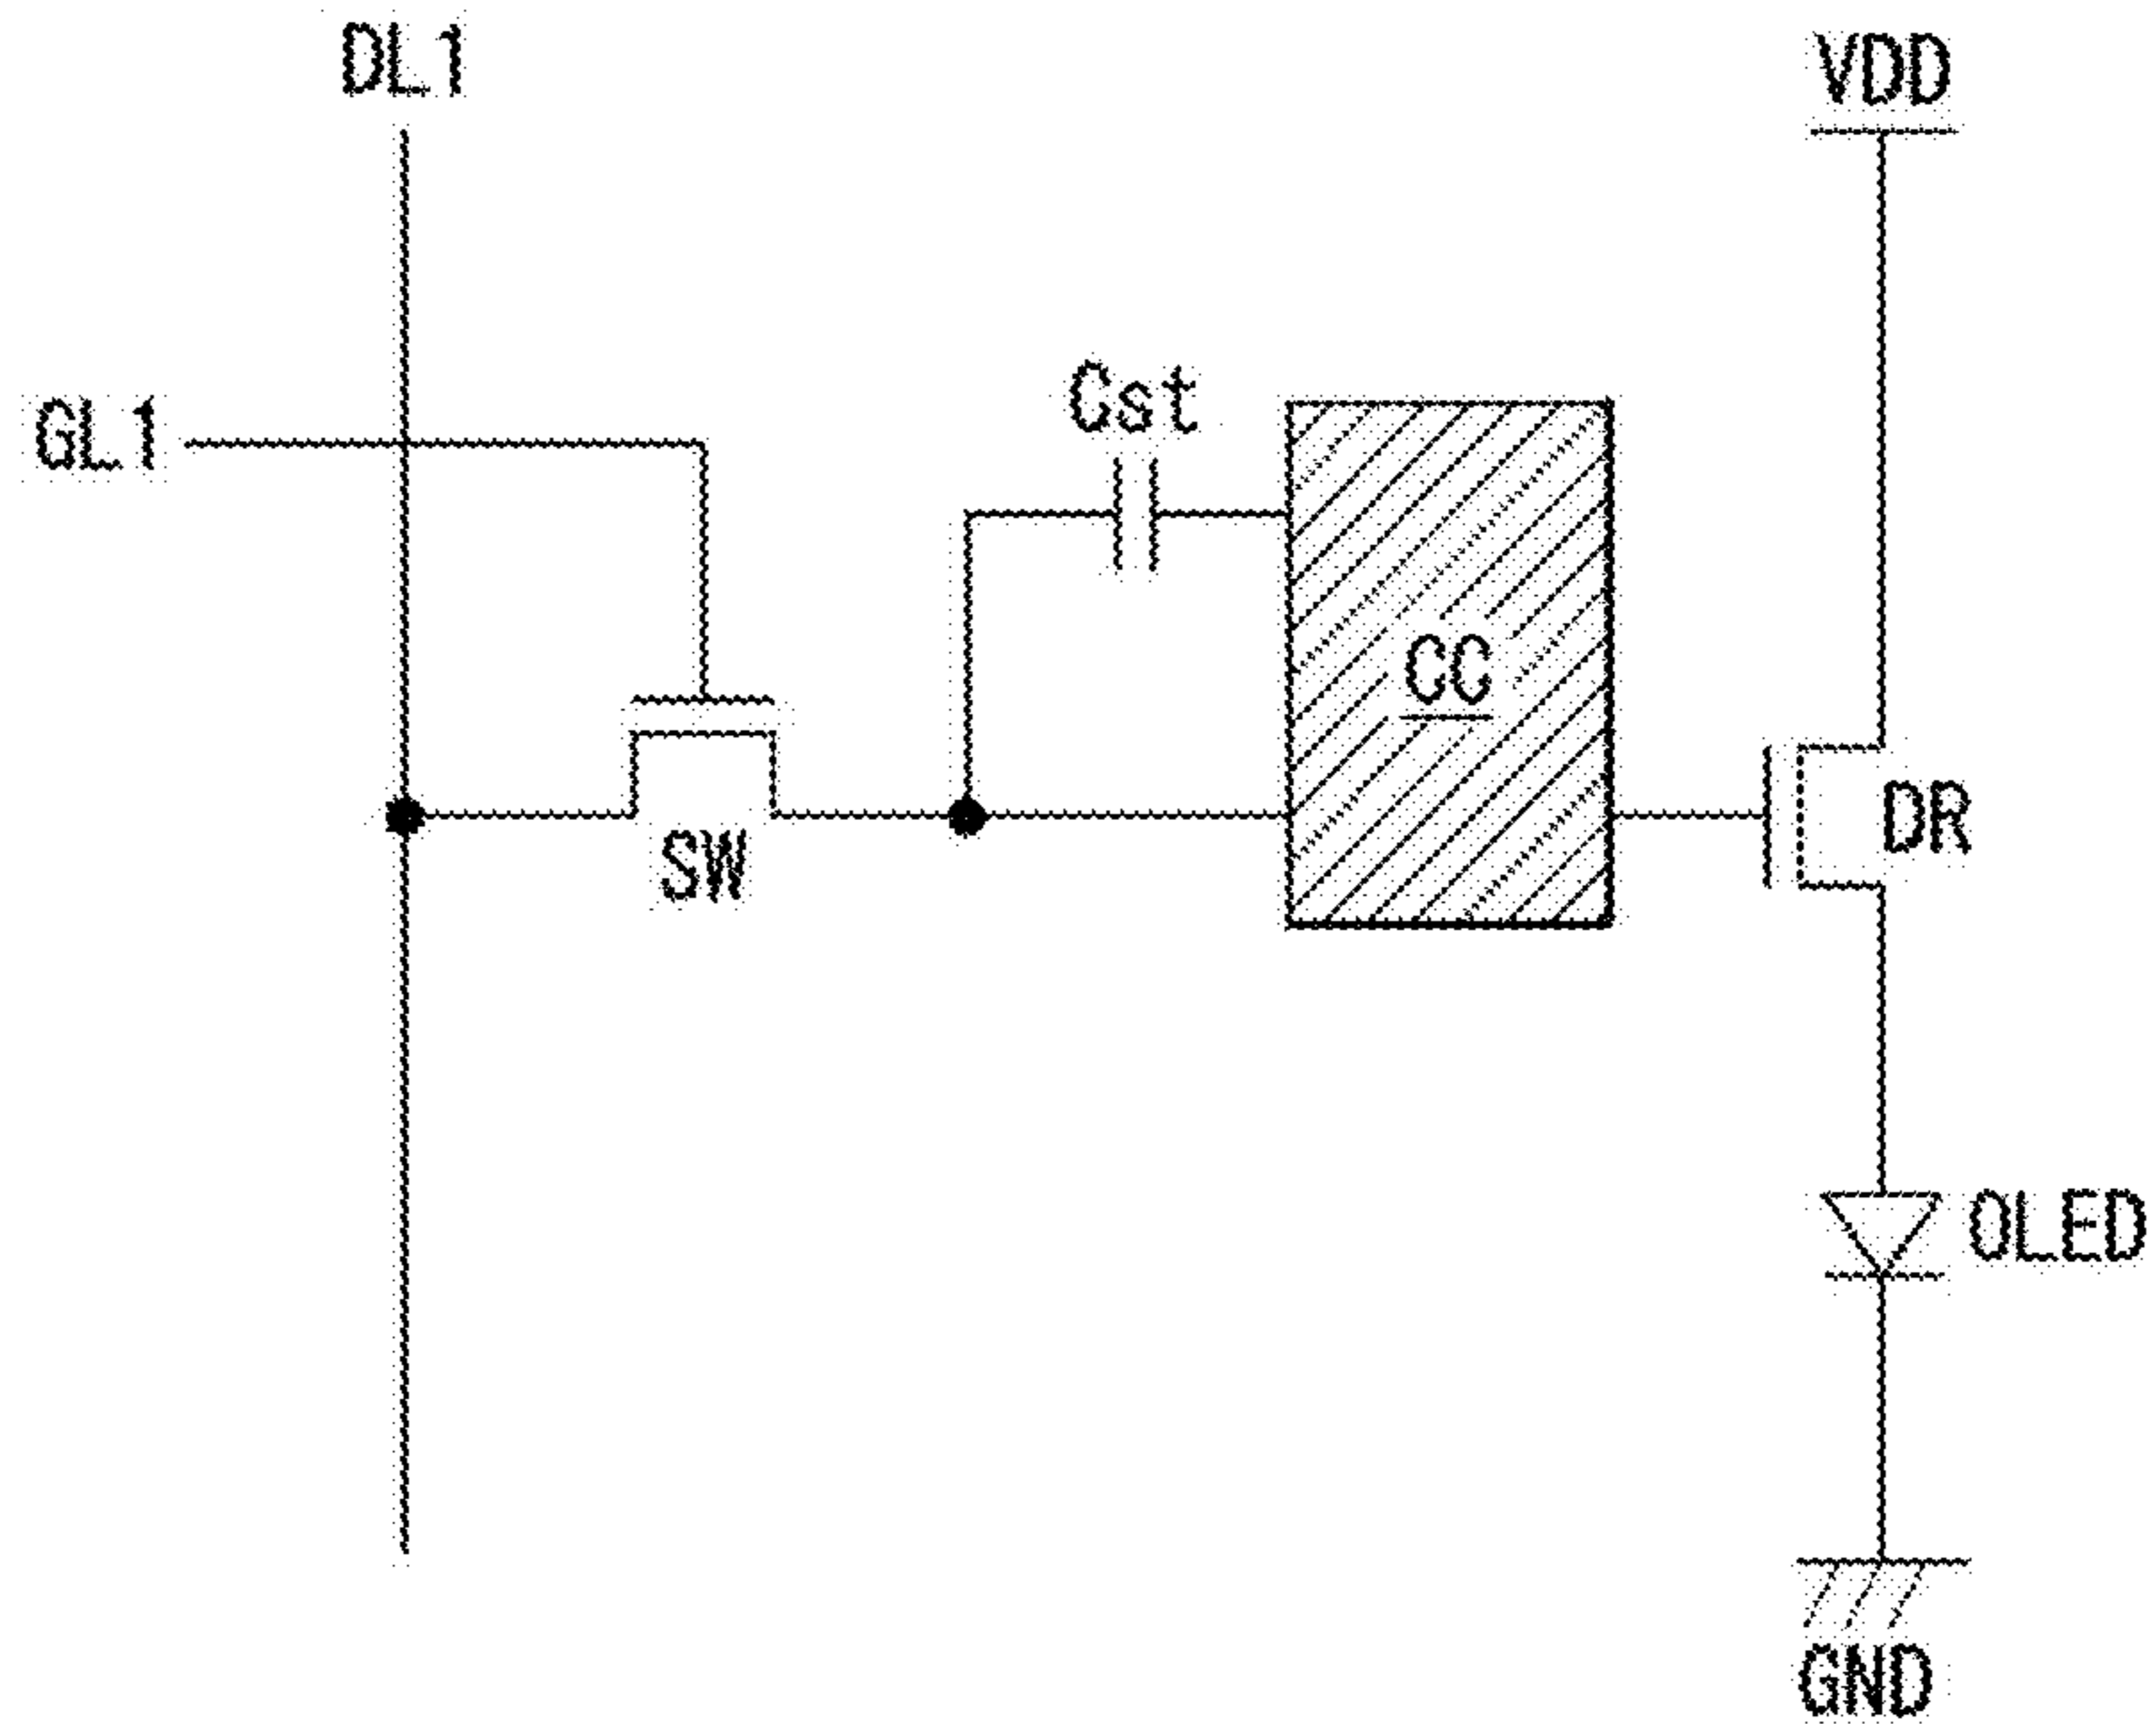 DL1
VDD
Cst
GL1
CC
DR
SW
OLED
GND